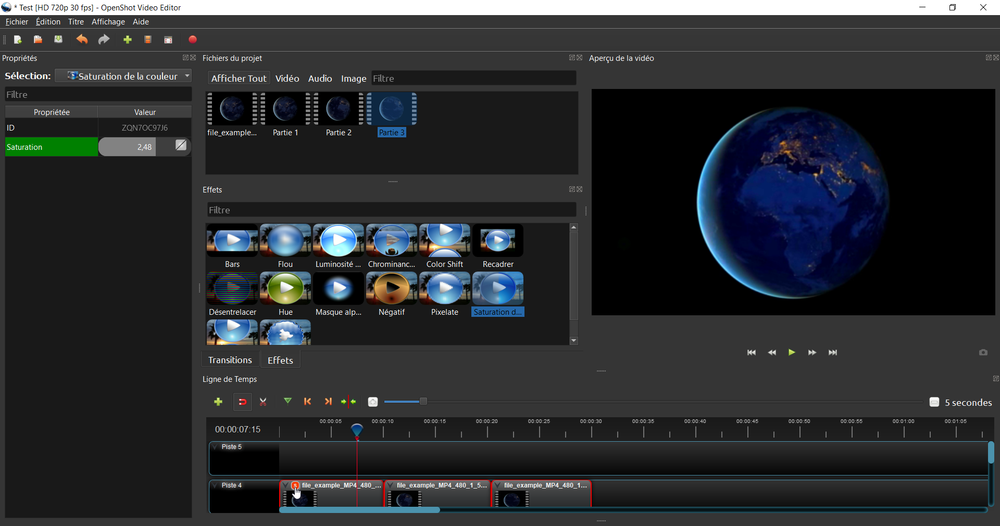 * Test [HD 720p 30 fps] - OpenShot Video Editor
Fichier Édition Titre Affichage Aide
Propriétés
Sélection: Saturation de la couleur
Filtre
Propriétée Valeur
ID ZQN7OC97J6
Saturation 2,48
Fichiers du projet
Afficher Tout Vidéo Audio Image Filtre
file_example... Partie 1 Partie 2 Partie 3
Effets
Filtre
Bars Flou Luminosité ... Chrominanc... Color Shift Recadrer
Désentrelacer Hue Masque alp... Négatif Pixelate Saturation d...
Transitions Effets
Aperçu de la vidéo
Ligne de Temps
5 secondes
00:00:07:15 00:00:05 00:00:10 00:00:15 00:00:20 00:00:25 00:00:30 00:00:35 00:00:40 00:00:45 00:00:50 00:00:55 00:01:00 00:01:05
Piste 5
Piste 4 S file_example_MP4_480_... file_example_MP4_480_1_5... file_example_MP4_480_1...